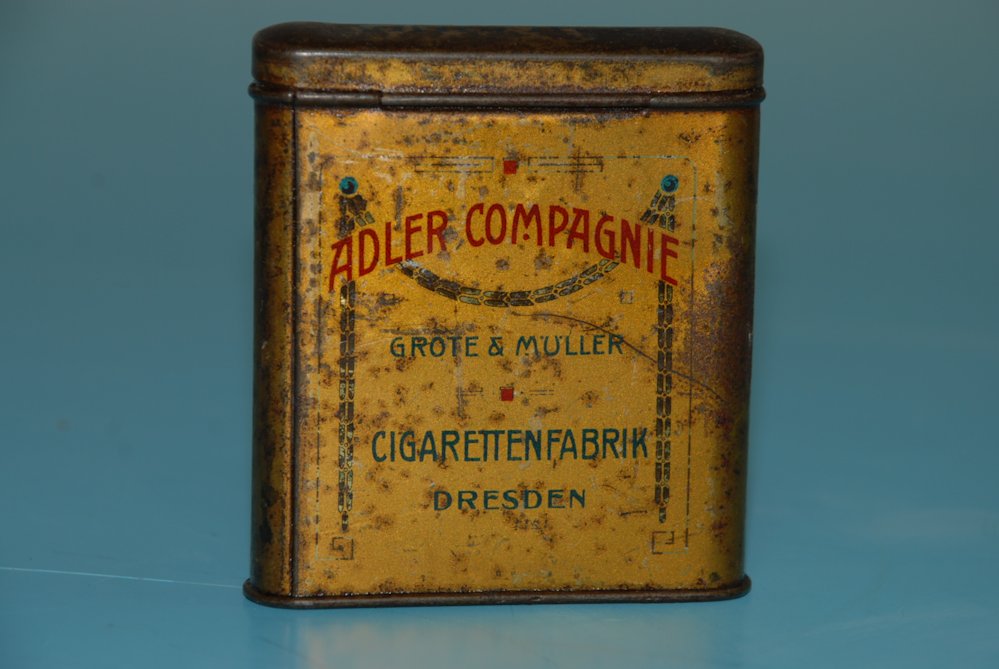 ADLER COMPAGNIE
GROTE & MÜLLER
CIGARETTENFABRIK
DRESDEN